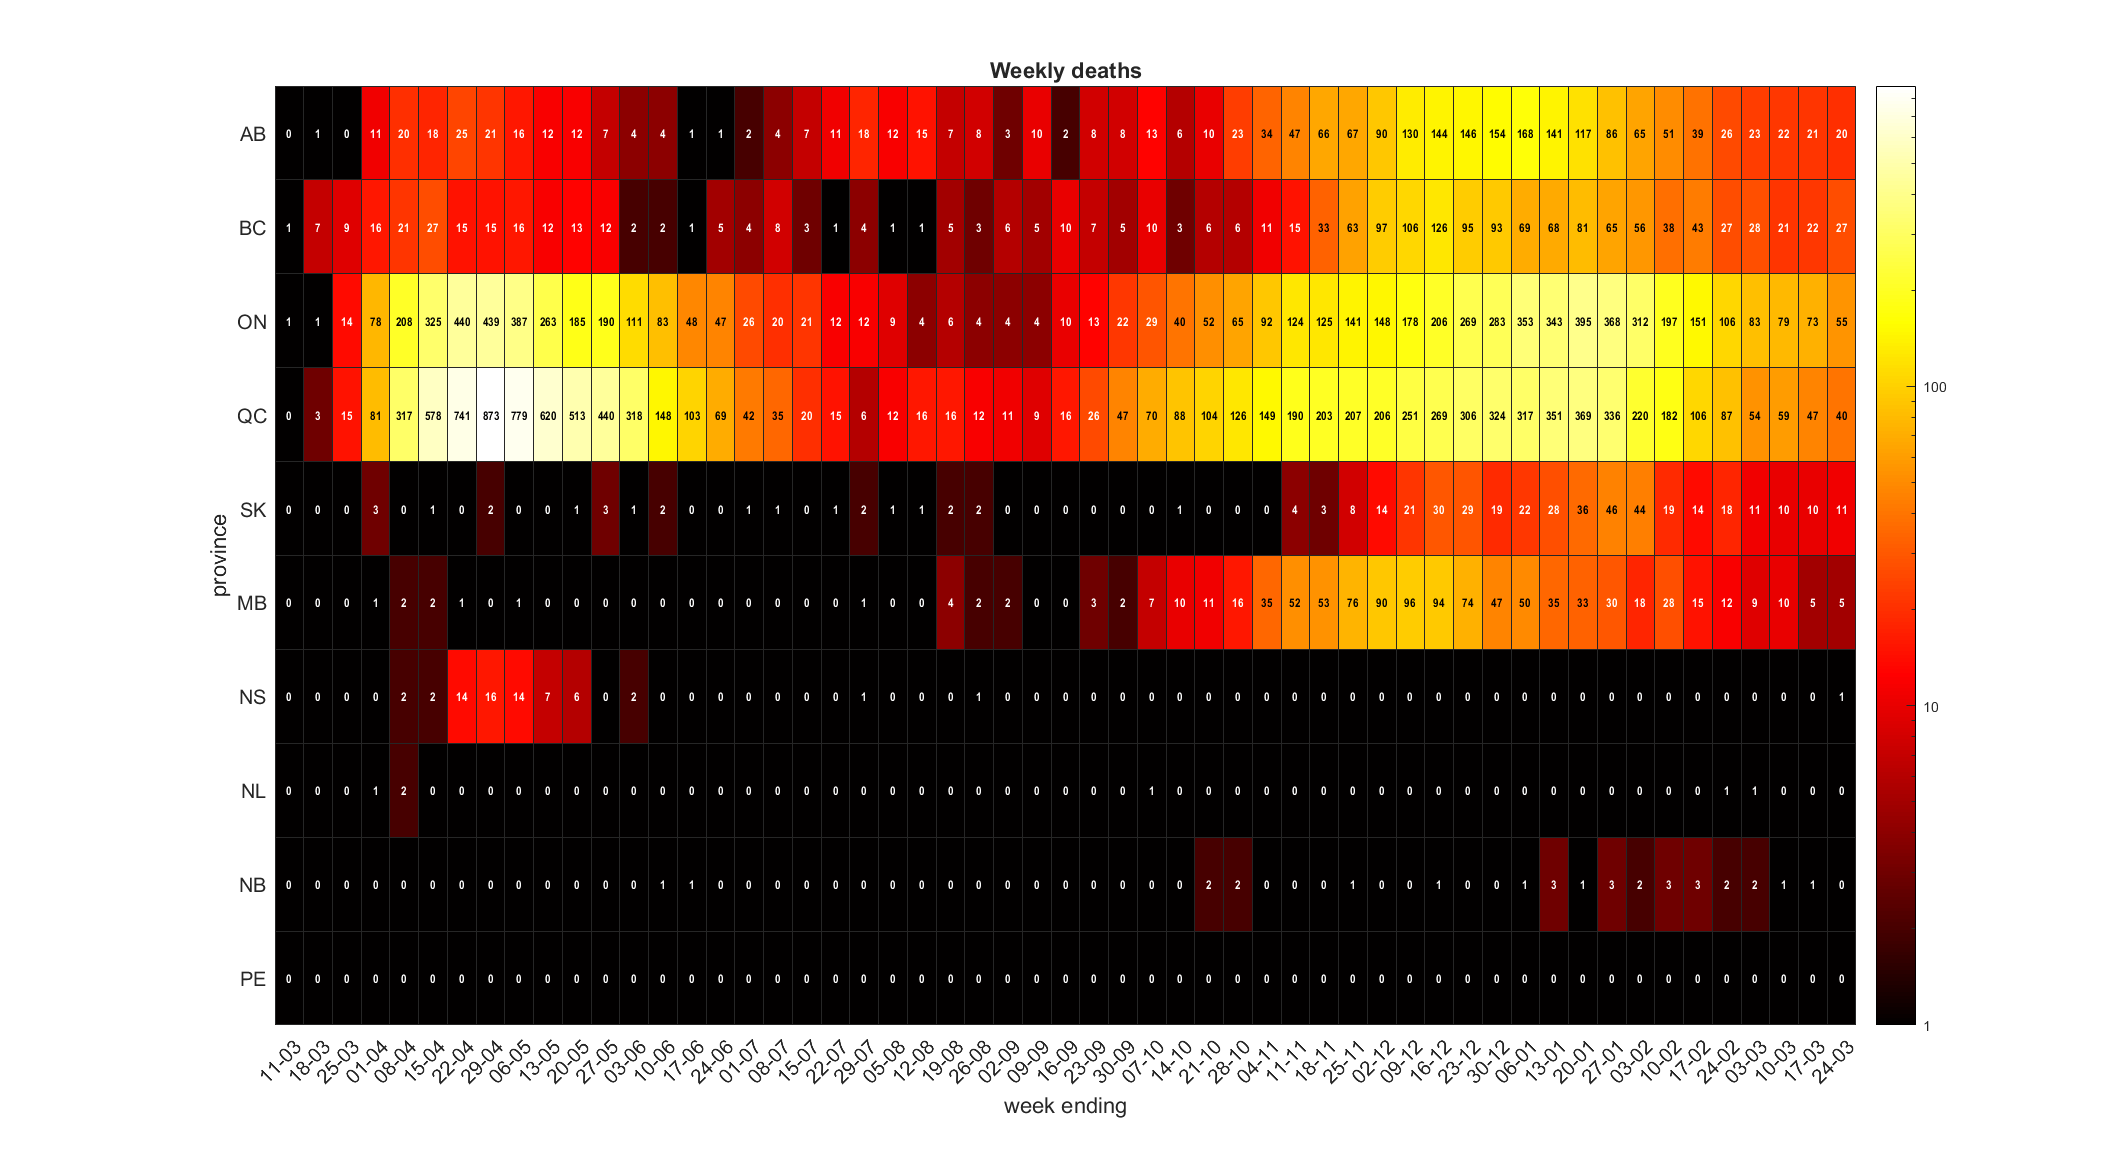 Weekly deaths
AB 0 1 0 11 20 18 25 21 16 12 12 7 4 4 1 1 2 4 7 11 18 12 15 7 8 3 10 2 8 8 13 6 10 23 34 47 66 67 90 130 144 146 154 168 141 117 86 65 51 39 26 23 22 21 20
BC 1 7 9 16 21 27 15 15 16 12 13 12 2 2 1 5 4 8 3 1 4 1 1 5 3 6 5 10 7 5 10 3 6 6 11 15 33 63 97 106 126 95 93 69 68 81 65 56 38 43 27 28 21 22 27
ON 1 1 14 78 208 325 440 439 387 263 185 190 111 83 48 47 26 20 21 12 12 9 4 6 4 4 4 10 13 22 29 40 52 65 92 124 125 141 148 178 206 269 283 353 343 395 368 312 197 151 106 83 79 73 55
QC 0 3 15 81 317 578 741 873 779 620 513 440 318 148 103 69 42 35 20 15 6 12 16 16 12 11 9 16 26 47 70 88 104 126 149 190 203 207 206 251 269 306 324 317 351 369 336 220 182 106 87 54 59 47 40
100
SK 0 0 0 3 0 1 0 2 0 0 1 3 1 2 0 0 1 1 0 1 2 1 1 2 2 0 0 0 0 0 0 1 0 0 0 4 3 8 14 21 30 29 19 22 28 36 46 44 19 14 18 11 10 10 11
province
MB 0 0 0 1 2 2 1 0 1 0 0 0 0 0 0 0 0 0 0 0 1 0 0 4 2 2 0 0 3 2 7 10 11 16 35 52 53 76 90 96 94 74 47 50 35 33 30 18 28 15 12 9 10 5 5
NS 0 0 0 0 2 2 14 16 14 7 6 0 2 0 0 0 0 0 0 0 1 0 0 0 1 0 0 0 0 0 0 0 0 0 0 0 0 0 0 0 0 0 0 0 0 0 0 0 0 0 0 0 0 0 1
10
NL 0 0 0 1 2 0 0 0 0 0 0 0 0 0 0 0 0 0 0 0 0 0 0 0 0 0 0 0 0 0 1 0 0 0 0 0 0 0 0 0 0 0 0 0 0 0 0 0 0 0 1 1 0 0 0
NB 0 0 0 0 0 0 0 0 0 0 0 0 0 1 1 0 0 0 0 0 0 0 0 0 0 0 0 0 0 0 0 0 2 2 0 0 0 1 0 0 1 0 0 1 3 1 3 2 3 3 2 2 1 1 0
PE 0 0 0 0 0 0 0 0 0 0 0 0 0 0 0 0 0 0 0 0 0 0 0 0 0 0 0 0 0 0 0 0 0 0 0 0 0 0 0 0 0 0 0 0 0 0 0 0 0 0 0 0 0 0 0
1
11-03 18-03 25-03 01-04 08-04 15-04 22-04 29-04 06-05 13-05 20-05 27-05 03-06 10-06 17-06 24-06 01-07 08-07 15-07 22-07 29-07 05-08 12-08 19-08 26-08 02-09 09-09 16-09 23-09 30-09 07-10 14-10 21-10 28-10 04-11 11-11 18-11 25-11 02-12 09-12 16-12 23-12 30-12 06-01 13-01 20-01 27-01 03-02 10-02 17-02 24-02 03-03 10-03 17-03 24-03
week ending